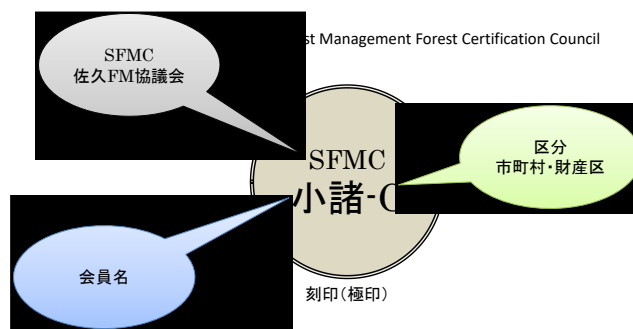 SFMC
佐久FM協議会
st Management Forest Certification Council
区分
市町村・財産区
SFMC
小諸-C
会員名
刻印(極印)